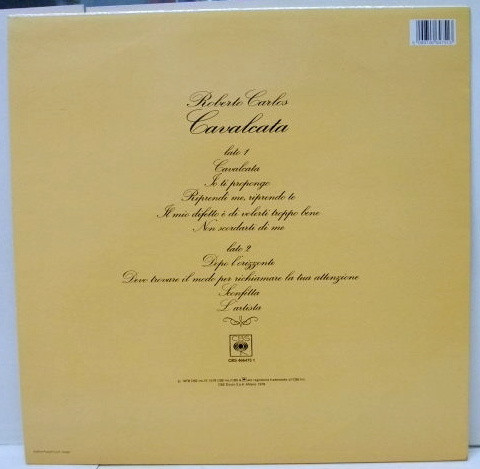 Roberto Carlos
Cavalcata
lato 1
Cavalcata
Io ti propongo
Riprendi me, riprendo te
Il mio difetto è di volerti troppo bene
Non scordarti di me
lato 2
Dopo l'orizzonte
Devo trovare il modo per richiamare la tua attenzione
Sconfitta
L'artista
CBS